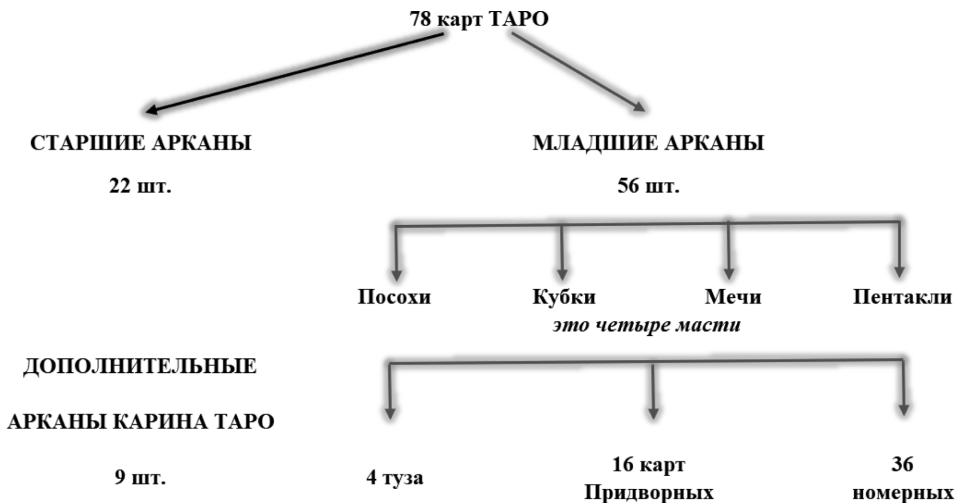 78 карт ТАРО
СТАРШИЕ АРКАНЫ
22 шт.
МЛАДШИЕ АРКАНЫ
56 шт.
Посохи Кубки Мечи Пентакли
это четыре масти
ДОПОЛНИТЕЛЬНЫЕ
АРКАНЫ КАРИНА ТАРО
9 шт.
4 туза
16 карт
Придворных
36
номерных